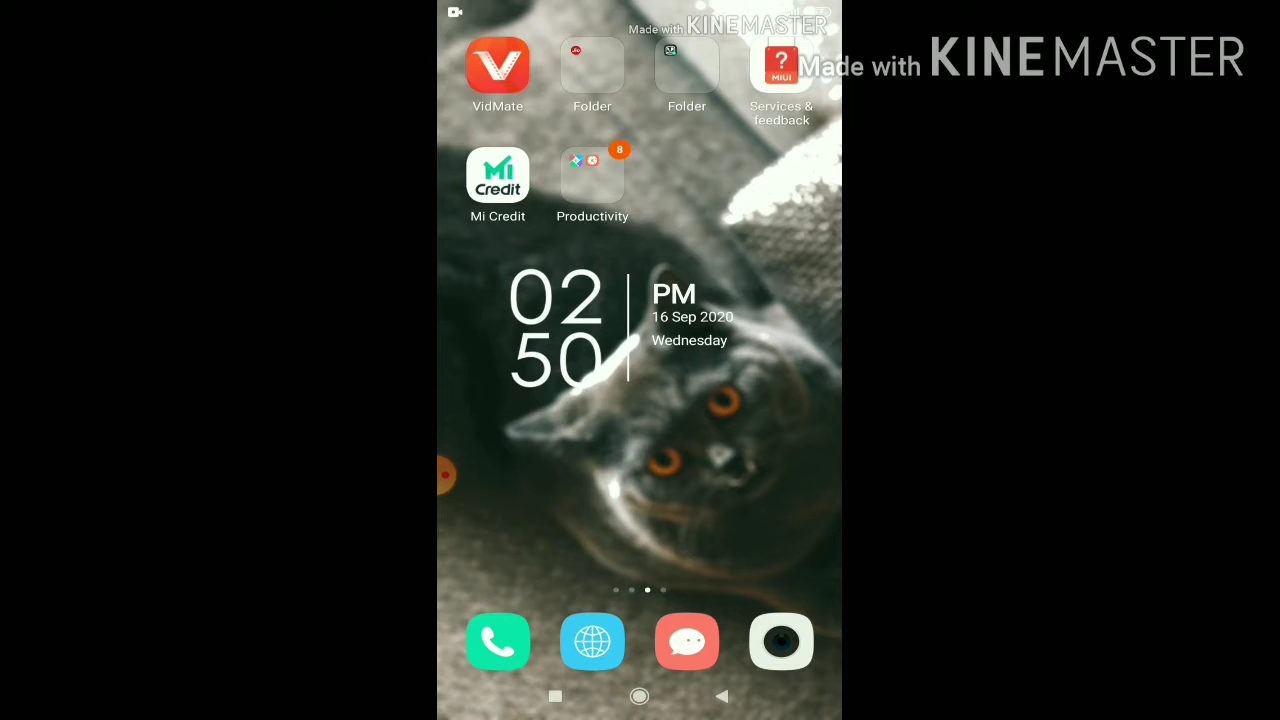 Made with KINEMASTER
Made with KINEMASTER
VidMate
Folder
Folder
?
MIUI
Services &
feedback
Mi
Credit
8
Mi Credit
Productivity
02
50
PM
16 Sep 2020
Wednesday